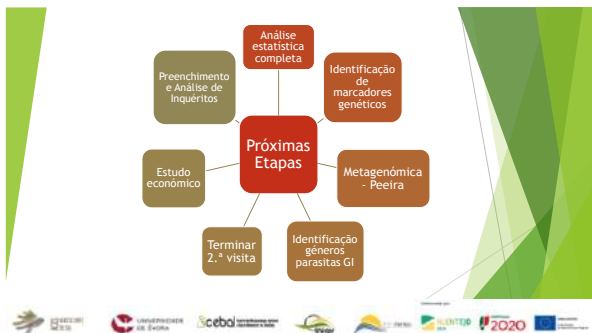 Análise
estatística
completa
Identificação
de
marcadores
genéticos
Metagenómica
- Peeira
Identificação
géneros
parasitas GI
Terminar
2.ª visita
Estudo
económico
Preenchimento
e Análise de
Inquéritos
Próximas
Etapas
UNIVERSIDADE
DE ÉVORA
cebal
ALENTEJO
2020